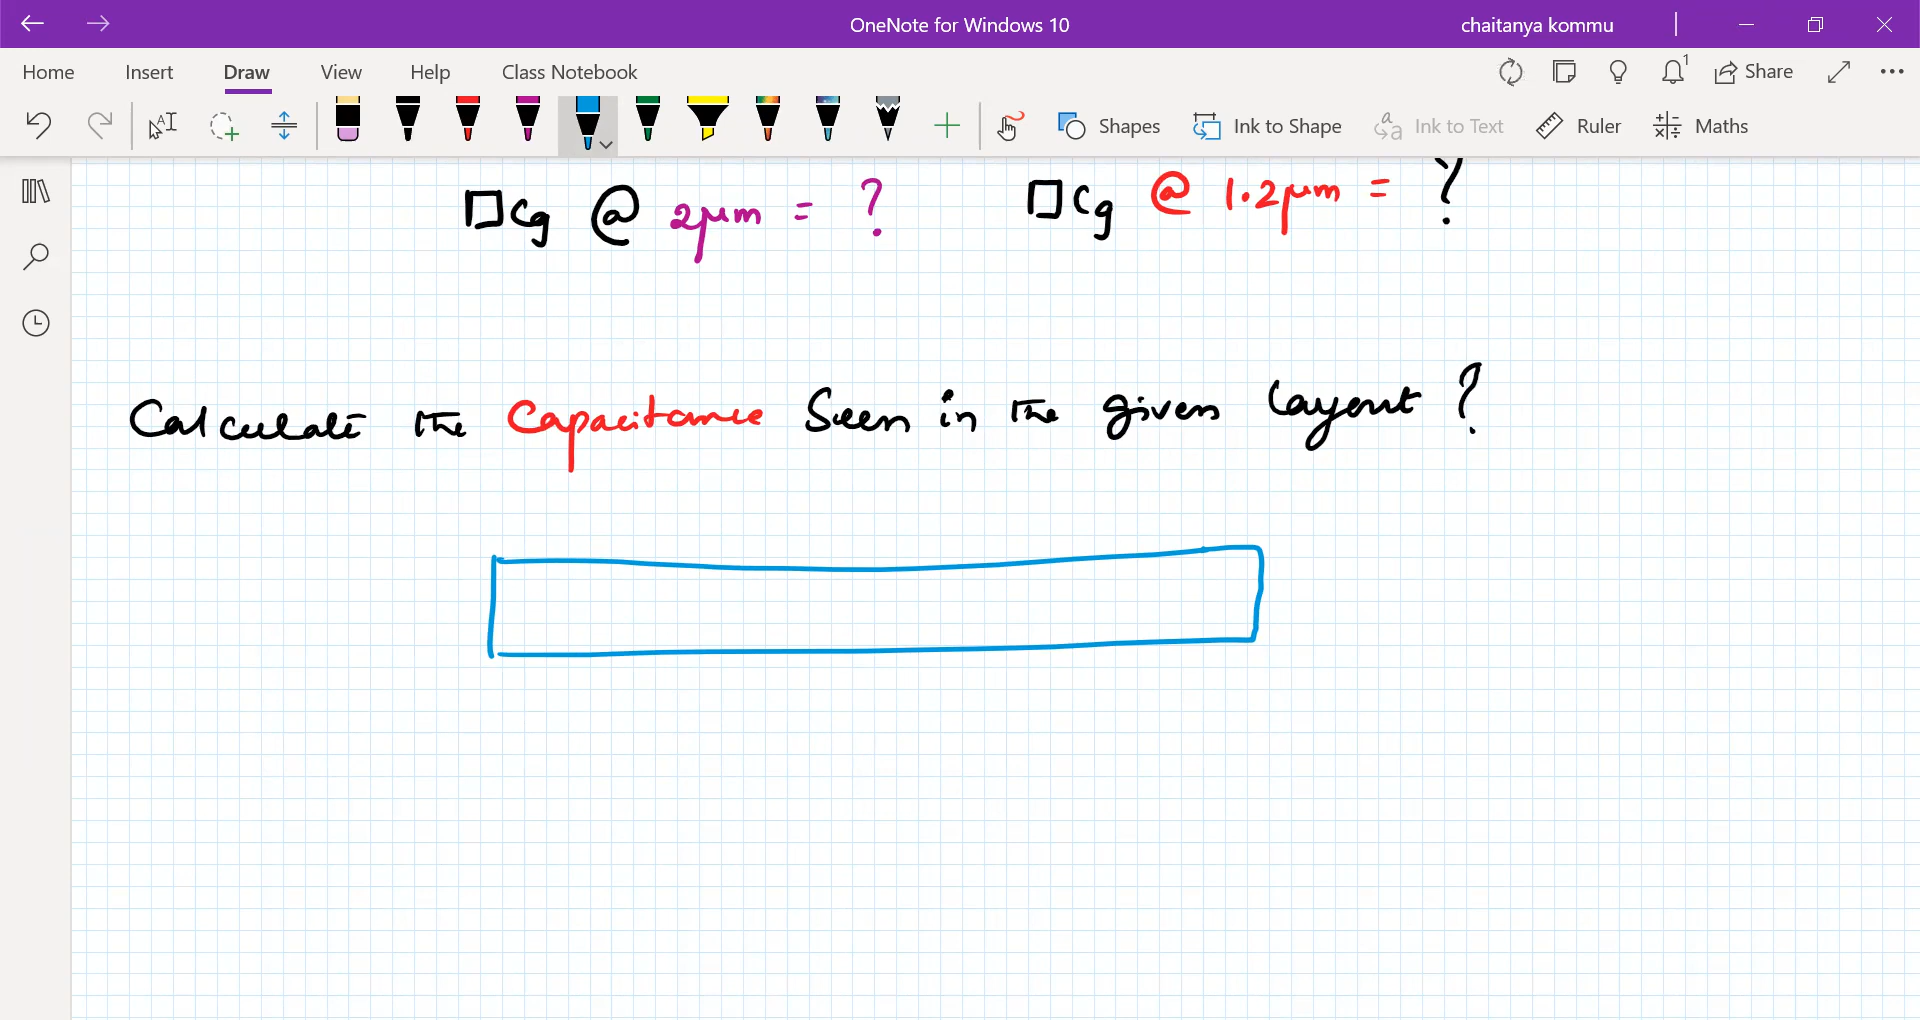 OneNote for Windows 10
chaitanya kommu
Home Insert Draw View Help Class Notebook
1
Share
Shapes Ink to Shape Ink to Text Ruler Maths
□Cg @ 2μm = ? □Cg @ 1.2μm = ?
Calculate the Capacitance Seen in the given layout ?